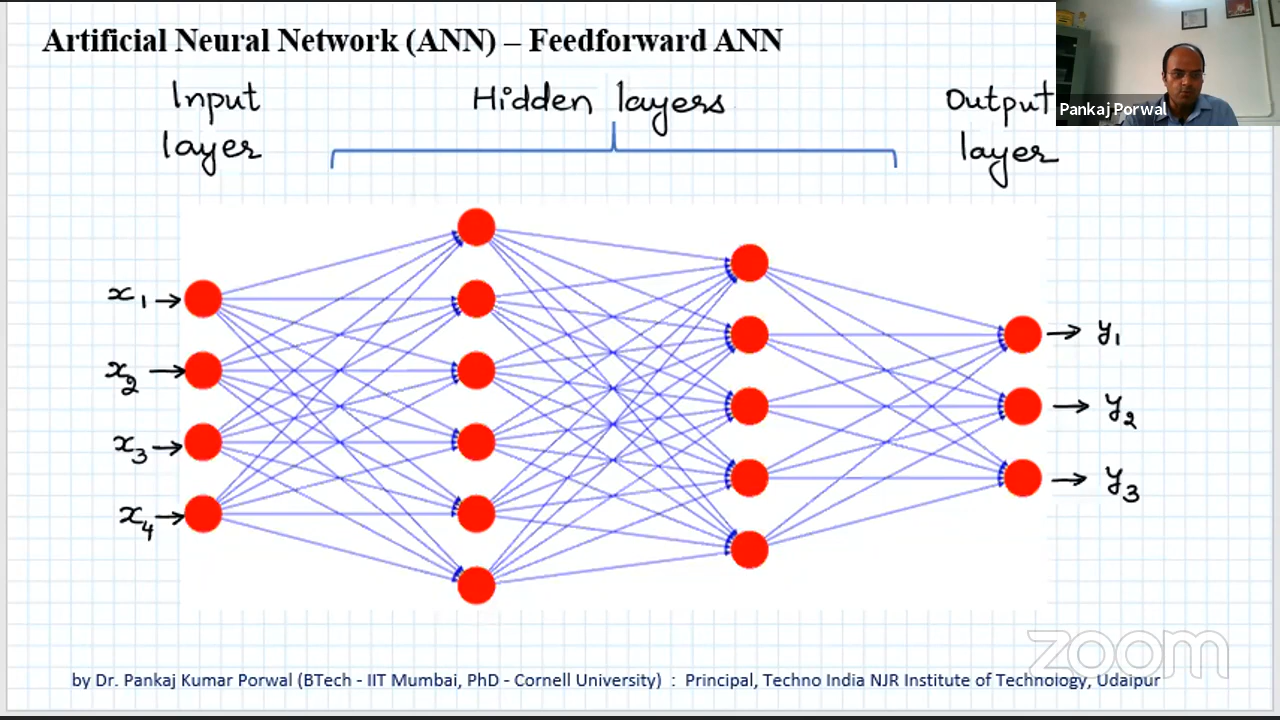 Artificial Neural Network (ANN) – Feedforward ANN
Input
layer
Hidden layers
Output
layer
Pankaj Porwal
x1
x2
x3
x4
y1
y2
y3
zoom
by Dr. Pankaj Kumar Porwal (BTech - IIT Mumbai, PhD - Cornell University) : Principal, Techno India NJR Institute of Technology, Udaipur